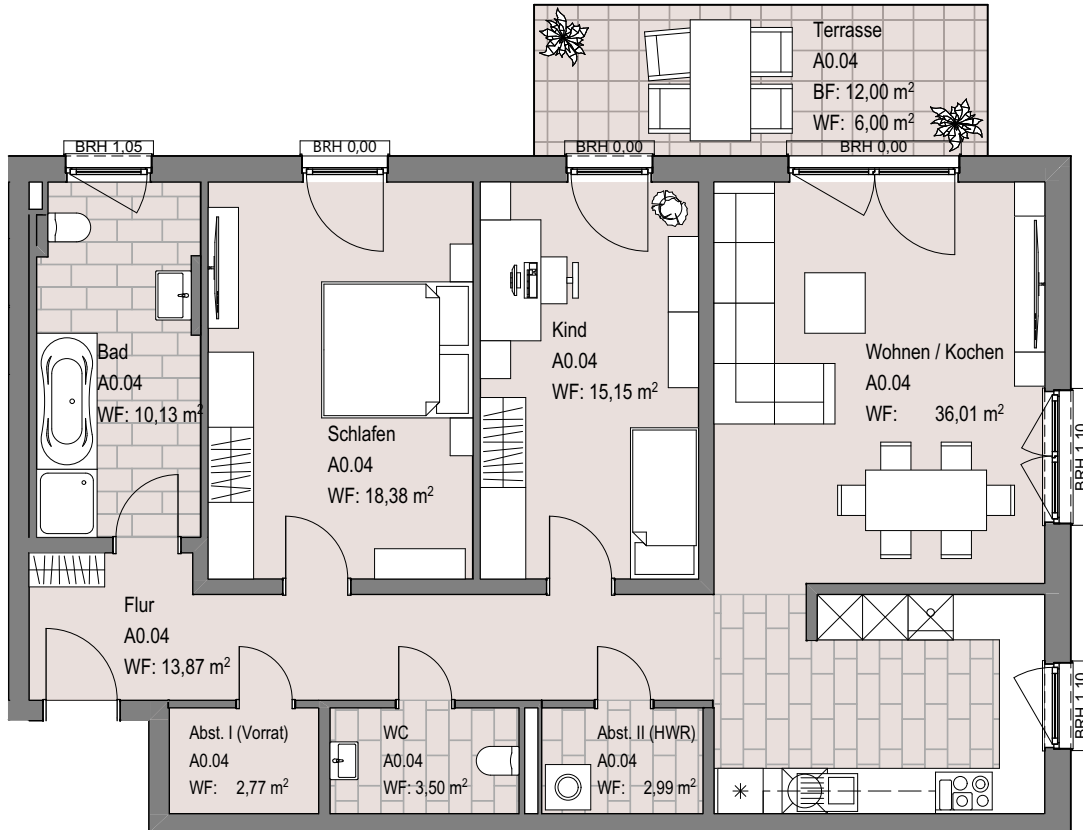 Terrasse
A0.04
BF: 12,00 m²
WF: 6,00 m²
BRH 1,05
BRH 0,00
BRH 0,00
BRH 0,00
Bad
A0.04
WF: 10,13 m²
Schlafen
A0.04
WF: 18,38 m²
Kind
A0.04
WF: 15,15 m²
Wohnen / Kochen
A0.04
WF: 36,01 m²
BRH 1,10
Flur
A0.04
WF: 13,87 m²
BRH 1,10
Abst. I (Vorrat)
A0.04
WF: 2,77 m²
WC
A0.04
WF: 3,50 m²
Abst. II (HWR)
A0.04
WF: 2,99 m²